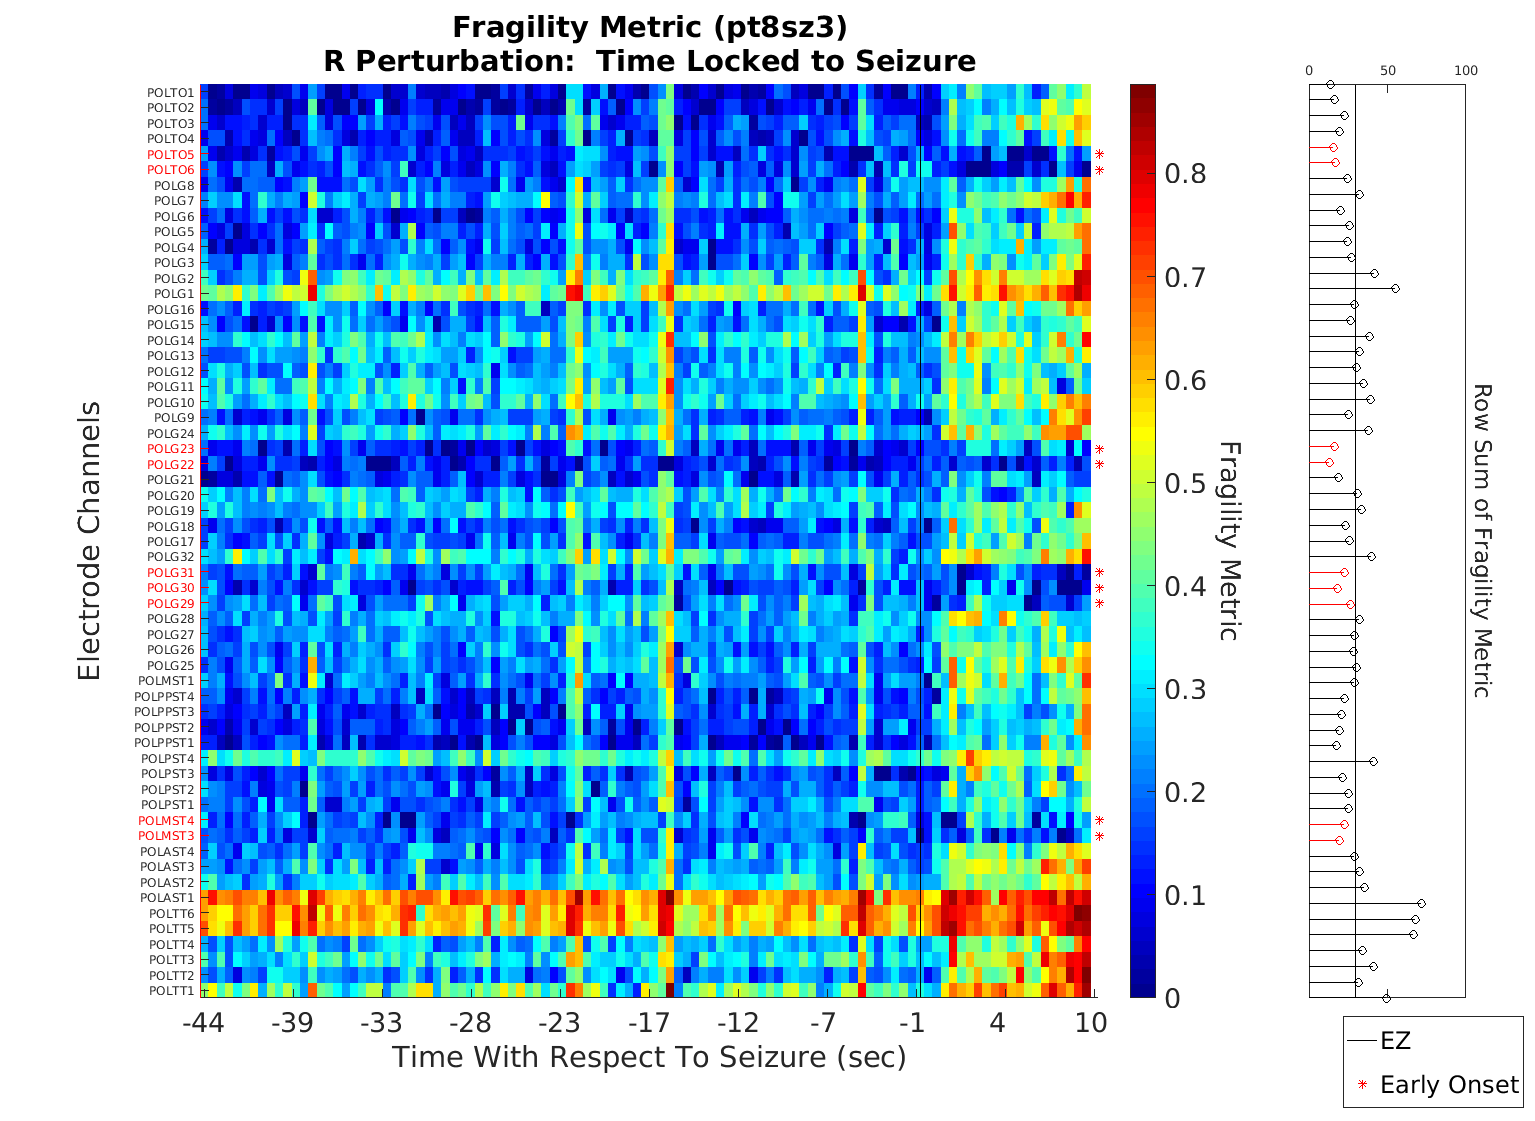 Fragility Metric (pt8sz3)
R Perturbation:  Time Locked to Seizure
Electrode Channels
POLTO1
POLTO2
POLTO3
POLTO4
POLTO5
POLTO6
POLG8
POLG7
POLG6
POLG5
POLG4
POLG3
POLG2
POLG1
POLG16
POLG15
POLG14
POLG13
POLG12
POLG11
POLG10
POLG9
POLG24
POLG23
POLG22
POLG21
POLG20
POLG19
POLG18
POLG17
POLG32
POLG31
POLG30
POLG29
POLG28
POLG27
POLG26
POLG25
POLMST1
POLPPST4
POLPPST3
POLPPST2
POLPPST1
POLPST4
POLPST3
POLPST2
POLPST1
POLMST4
POLMST3
POLAST4
POLAST3
POLAST2
POLAST1
POLTT6
POLTT5
POLTT4
POLTT3
POLTT2
POLTT1
-44 -39 -33 -28 -23 -17 -12 -7 -1 4 10
Time With Respect To Seizure (sec)
0.8
0.7
0.6
0.5
0.4
0.3
0.2
0.1
0
Fragility Metric
0 50 100
Row Sum of Fragility Metric
EZ
Early Onset